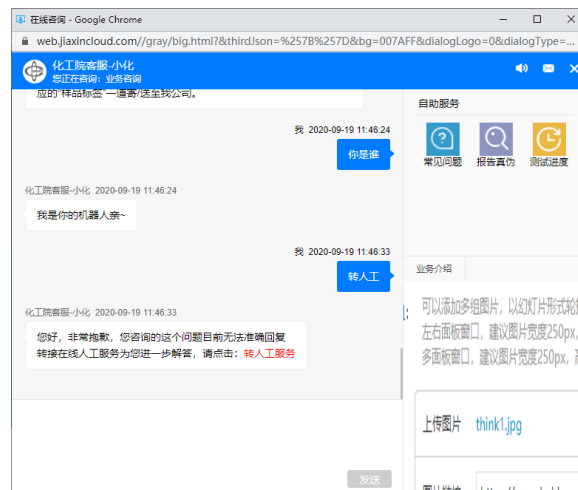 在线咨询 - Google Chrome
web.jiaxincloud.com//gray/big.html?&thirdJson=%257B%257D&bg=007AFF&dialogLogo=0&dialogType=...
化工院客服-小化
您正在咨询：业务咨询
应的“样品标签”一道寄/送至我公司。
我 2020-09-19 11:46:24
你是谁
化工院客服-小化 2020-09-19 11:46:24
我是你的机器人亲~
我 2020-09-19 11:46:33
转人工
化工院客服-小化 2020-09-19 11:46:33
您好，非常抱歉，您咨询的这个问题目前无法准确回复
转接在线人工服务为您进一步解答，请点击：转人工服务
发送
自助服务
常见问题 报告真伪 测试进度
业务介绍
可以添加多组图片，以幻灯片形式轮
左右面板窗口，建议图片宽度250px，
多面板窗口，建议图片宽度250px，
上传图片 think1.jpg